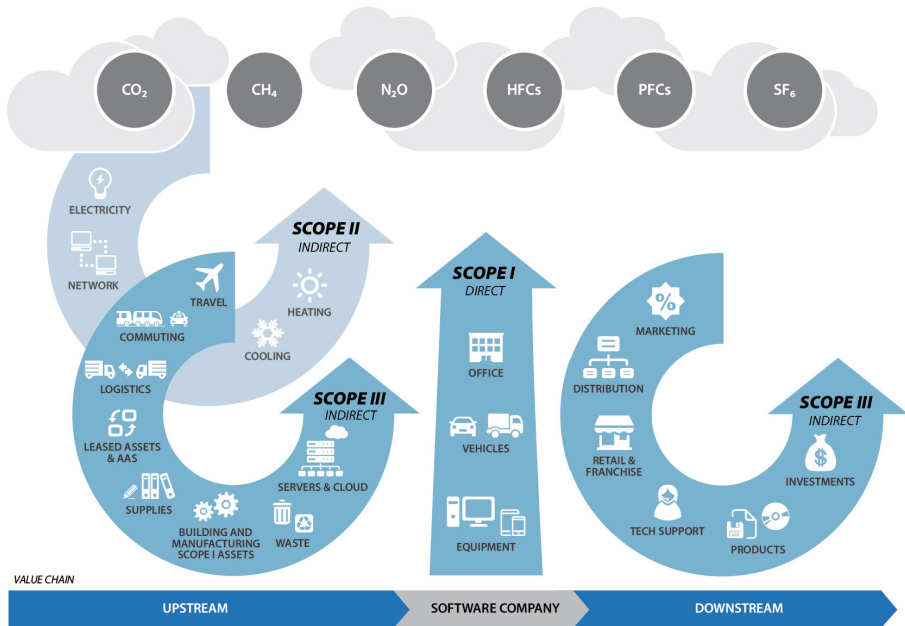 CO₂
CH₄
N₂O
HFCs
PFCs
SF₆
ELECTRICITY
NETWORK
SCOPE II
INDIRECT
HEATING
COOLING
TRAVEL
COMMUTING
LOGISTICS
LEASED ASSETS
& AAS
SUPPLIES
BUILDING AND
MANUFACTURING
SCOPE I ASSETS
WASTE
SERVERS & CLOUD
SCOPE III
INDIRECT
SCOPE I
DIRECT
OFFICE
VEHICLES
EQUIPMENT
%
MARKETING
DISTRIBUTION
RETAIL &
FRANCHISE
TECH SUPPORT
PRODUCTS
$
INVESTMENTS
SCOPE III
INDIRECT
VALUE CHAIN
UPSTREAM
SOFTWARE COMPANY
DOWNSTREAM